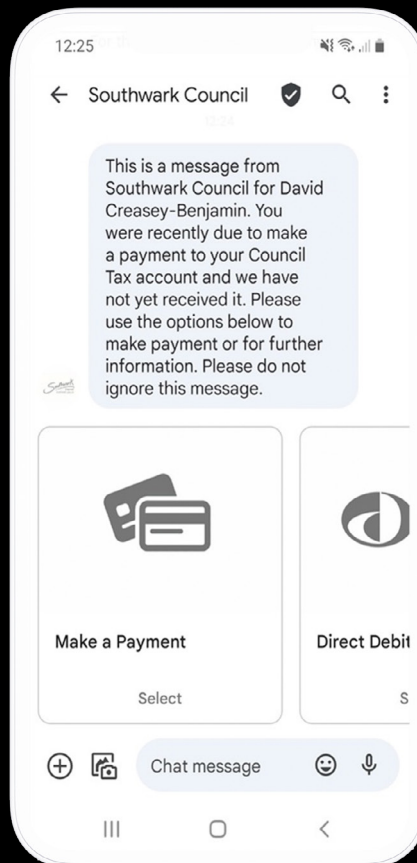 12:25
Southwark Council
12:24
This is a message from
Southwark Council for David
Creasey-Benjamin. You
were recently due to make
a payment to your Council
Tax account and we have
not yet received it. Please
use the options below to
make payment or for further
information. Please do not
ignore this message.
Southwark
Make a Payment
Direct Debit
Select
S
Chat message